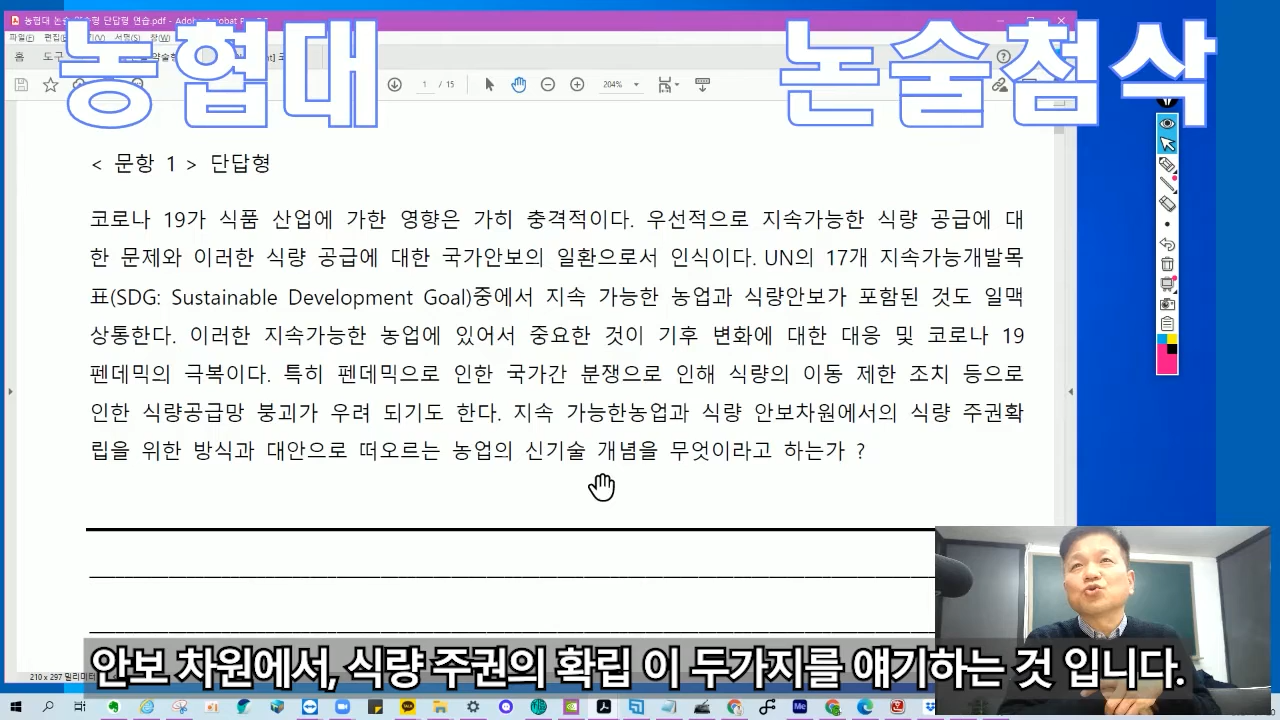 농협대 논술첨삭
홈 도구
1 / 15
204%
< 문항 1 > 단답형
코로나 19가 식품 산업에 가한 영향은 가히 충격적이다. 우선적으로 지속가능한 식량 공급에 대
한 문제와 이러한 식량 공급에 대한 국가안보의 일환으로서 인식이다. UN의 17개 지속가능개발목
표(SDG: Sustainable Development Goal)중에서 지속 가능한 농업과 식량안보가 포함된 것도 일맥
상통한다. 이러한 지속가능한 농업에 있어서 중요한 것이 기후 변화에 대한 대응 및 코로나 19
펜데믹의 극복이다. 특히 펜데믹으로 인한 국가간 분쟁으로 인해 식량의 이동 제한 조치 등으로
인한 식량공급망 붕괴가 우려 되기도 한다. 지속 가능한농업과 식량 안보차원에서의 식량 주권확
립을 위한 방식과 대안으로 떠오르는 농업의 신기술 개념을 무엇이라고 하는가 ?
안보 차원에서, 식량 주권의 확립 이 두가지를 얘기하는 것 입니다.
210 x 297 밀리미터